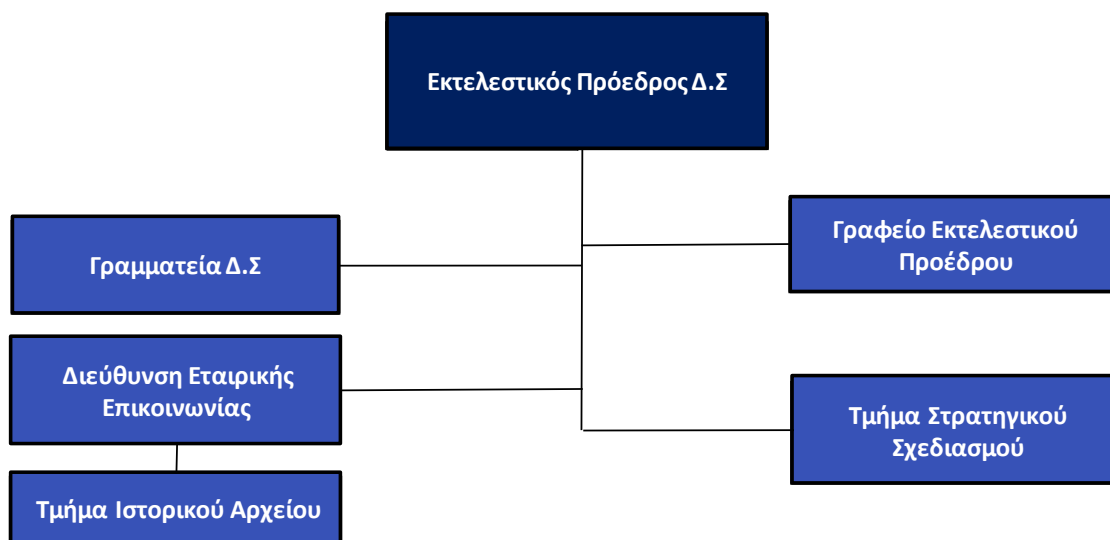 Εκτελεστικός Πρόεδρος Δ.Σ
Γραμματεία Δ.Σ
Γραφείο Εκτελεστικού
Προέδρου
Διεύθυνση Εταιρικής
Επικοινωνίας
Τμήμα Στρατηγικού
Σχεδιασμού
Τμήμα Ιστορικού Αρχείου